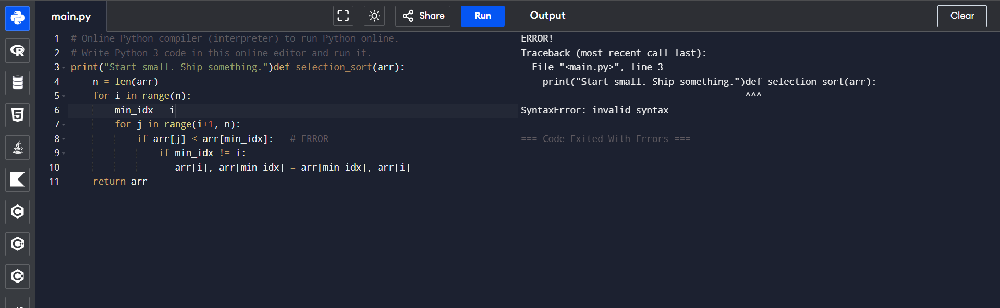 main.py
Share
Run
Output
Clear
1 # Online Python compiler (interpreter) to run Python online.
2 # Write Python 3 code in this online editor and run it.
3 print("Start small. Ship something.")def selection_sort(arr):
4     n = len(arr)
5     for i in range(n):
6         min_idx = i
7         for j in range(i+1, n):
8             if arr[j] < arr[min_idx]:   # ERROR
9                 if min_idx != i:
10                    arr[i], arr[min_idx] = arr[min_idx], arr[i]
11    return arr
ERROR!
Traceback (most recent call last):
  File "<main.py>", line 3
    print("Start small. Ship something.")def selection_sort(arr):
                                         ^^^
SyntaxError: invalid syntax
=== Code Exited With Errors ===